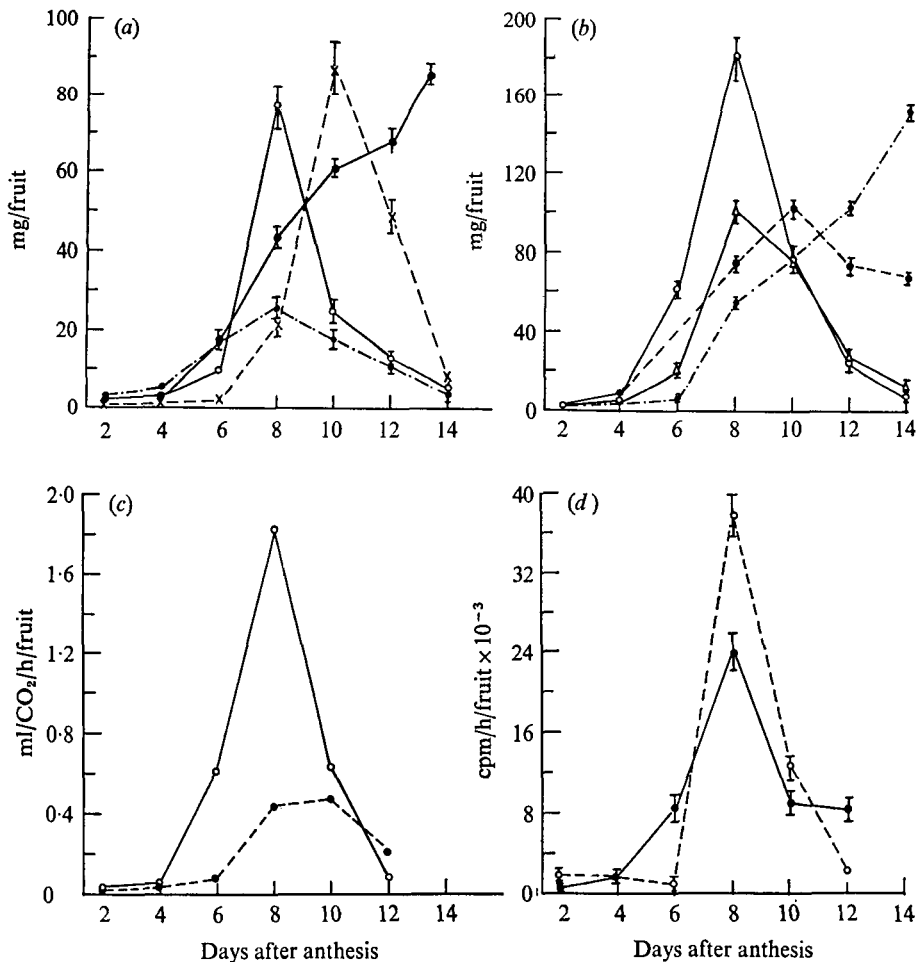 (a)
100
80
60
40
20
0
mg/fruit
2 4 6 8 10 12 14
(b)
200
160
120
80
40
0
mg/fruit
2 4 6 8 10 12 14
(c)
2·0
1·6
1·2
0·8
0·4
0
ml/CO₂/h/fruit
2 4 6 8 10 12 14
Days after anthesis
(d)
40
32
24
16
8
0
cpm/h/fruit × 10⁻³
2 4 6 8 10 12 14
Days after anthesis